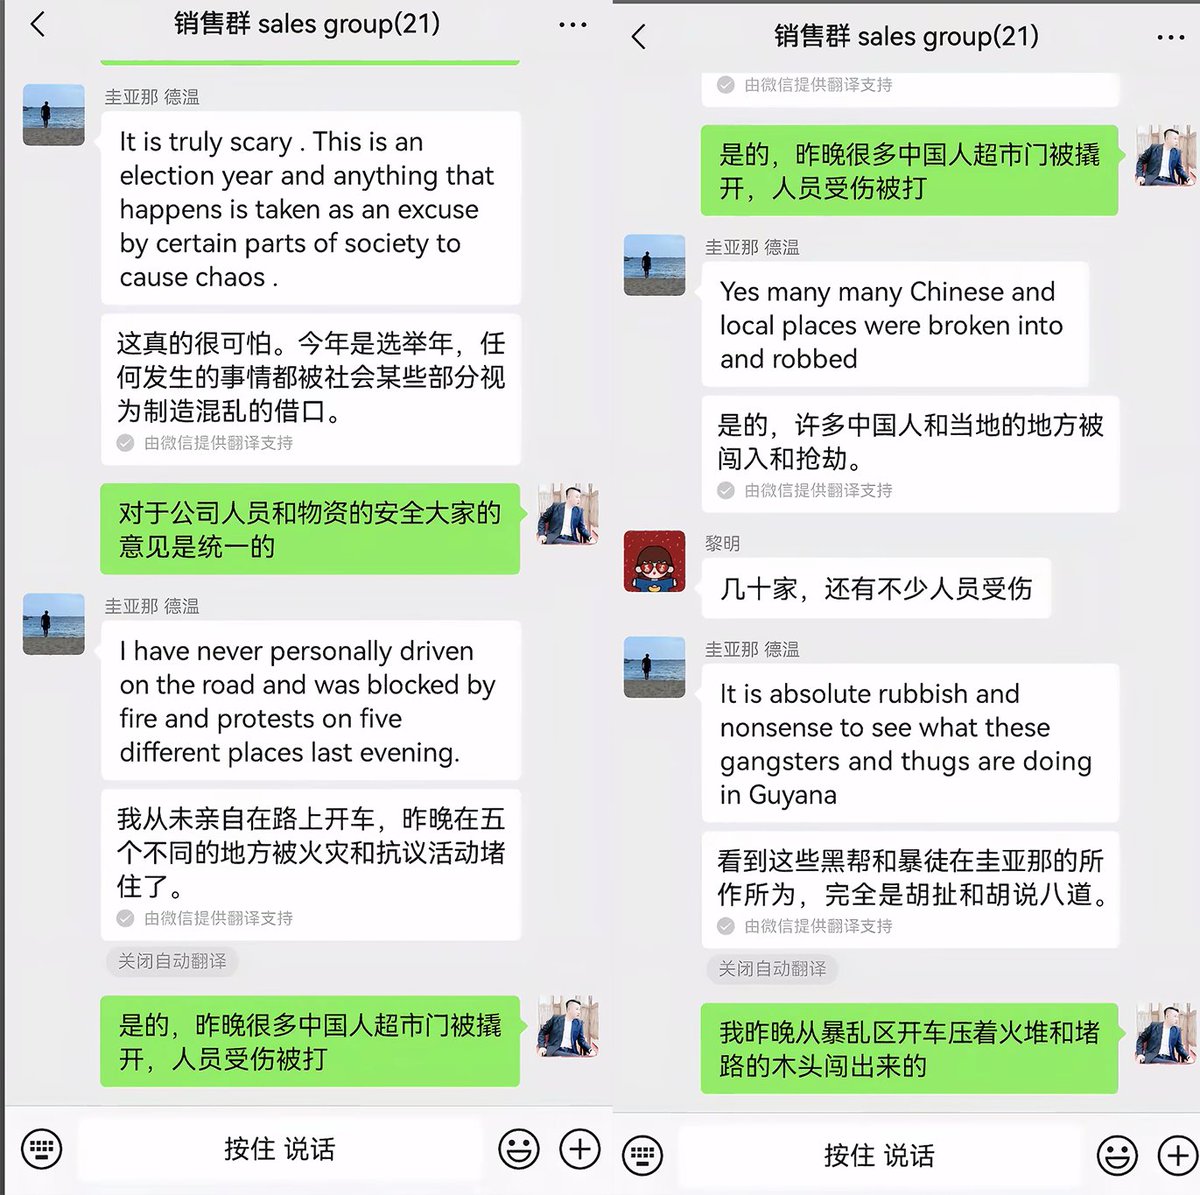 销售群 sales group(21)
圭亚那 德温
It is truly scary . This is an
election year and anything that
happens is taken as an excuse
by certain parts of society to
cause chaos .
这真的很可怕。今年是选举年，任
何发生的事情都被社会某些部分视
为制造混乱的借口。
由微信提供翻译支持
对于公司人员和物资的安全大家的
意见是统一的
圭亚那 德温
I have never personally driven
on the road and was blocked by
fire and protests on five
different places last evening.
我从未亲自在路上开车，昨晚在五
个不同的地方被火灾和抗议活动堵
住了。
由微信提供翻译支持
关闭自动翻译
是的，昨晚很多中国人超市门被撬
开，人员受伤被打
按住 说话
销售群 sales group(21)
由微信提供翻译支持
是的，昨晚很多中国人超市门被撬
开，人员受伤被打
圭亚那 德温
Yes many many Chinese and
local places were broken into
and robbed
是的，许多中国人和当地的地方被
闯入和抢劫。
由微信提供翻译支持
黎明
几十家，还有不少人员受伤
圭亚那 德温
It is absolute rubbish and
nonsense to see what these
gangsters and thugs are doing
in Guyana
看到这些黑帮和暴徒在圭亚那的所
作所为，完全是胡扯和胡说八道。
由微信提供翻译支持
关闭自动翻译
我昨晚从暴乱区开车压着火堆和堵
路的木头闯出来的
按住 说话